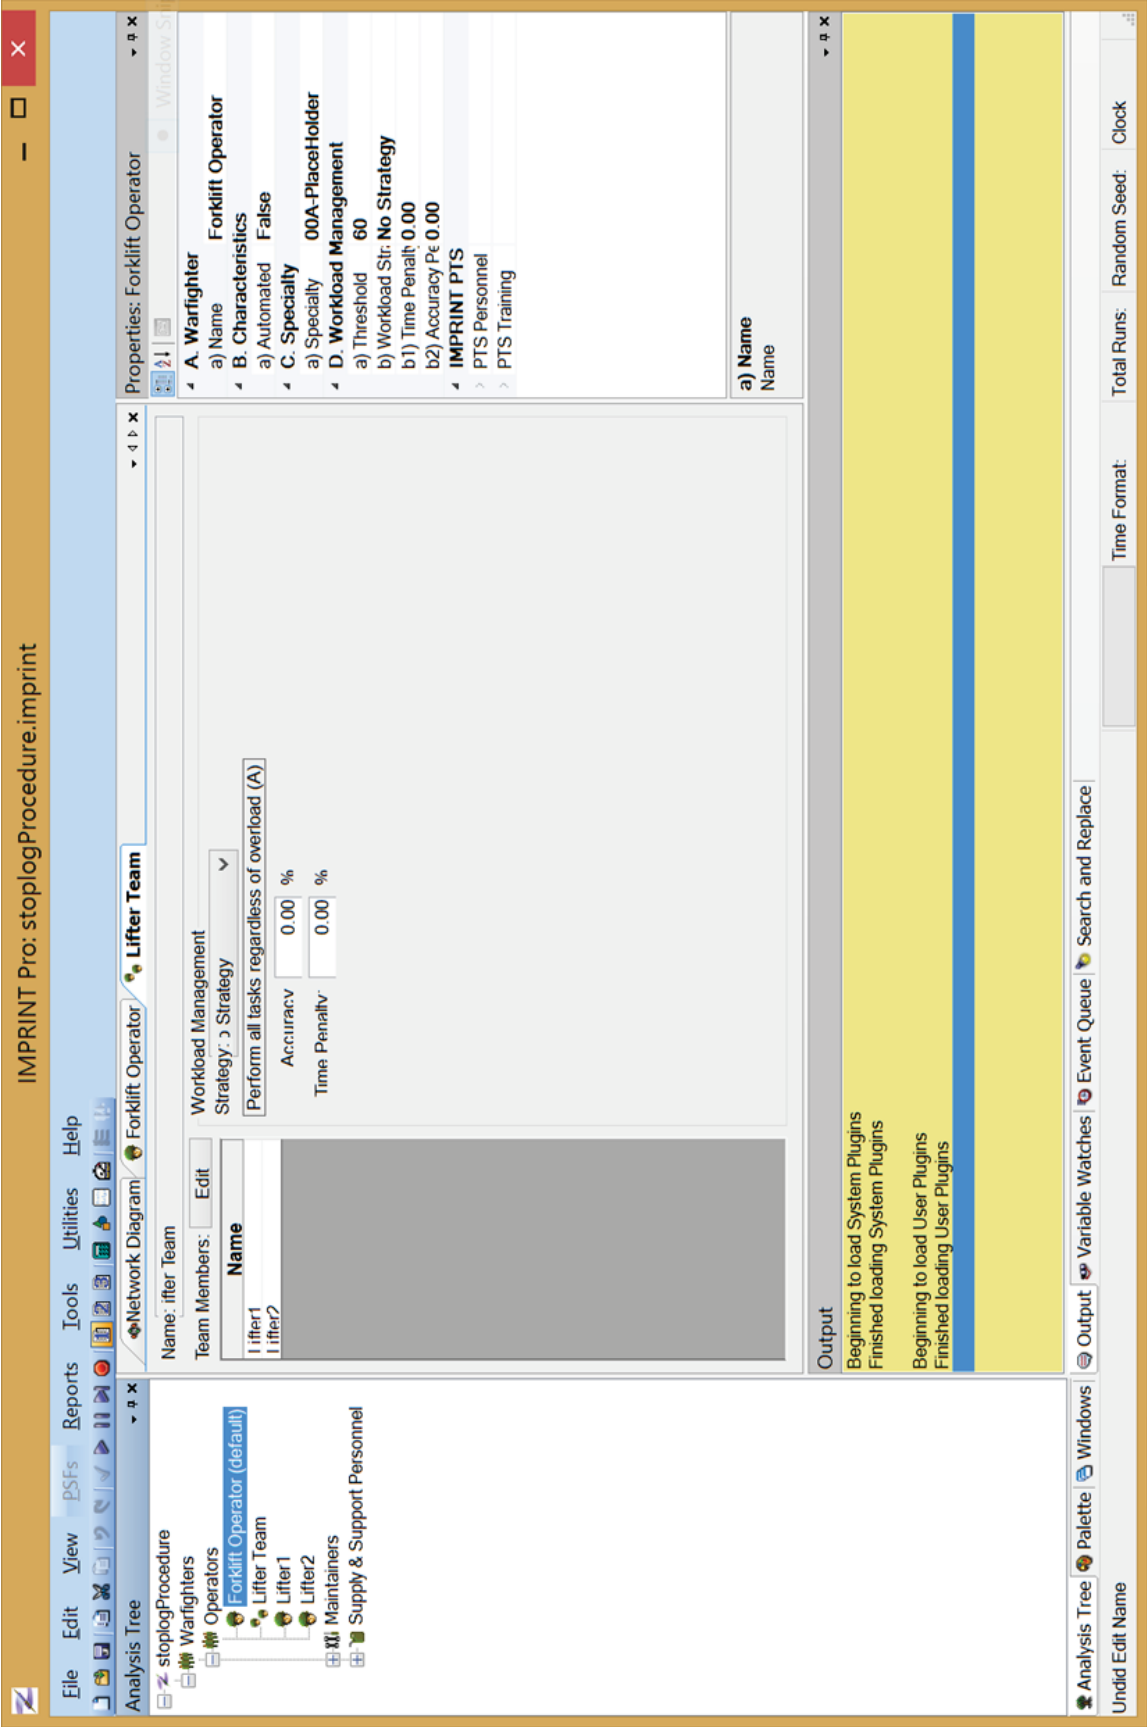 IMPRINT Pro: stoplogProcedure.imprint
File Edit View PSFs Reports Tools Utilities Help
Analysis Tree
stoplogProcedure
Warfighters
Operators
Forklift Operator (default)
Lifter Team
Lifter1
Lifter2
Maintainers
Supply & Support Personnel
Network Diagram Forklift Operator Lifter Team
Name: ifter Team
Team Members: Edit
Name
Lifter1
Lifter2
Workload Management
Strategy: o Strategy
Perform all tasks regardless of overload (A)
Accuracy 0.00 %
Time Penalty 0.00 %
Properties: Forklift Operator
Window Snip
A. Warfighter
a) Name Forklift Operator
B. Characteristics
a) Automated False
C. Specialty
a) Specialty 00A-PlaceHolder
D. Workload Management
a) Threshold 60
b) Workload Str: No Strategy
b1) Time Penalt 0.00
b2) Accuracy Pe 0.00
IMPRINT PTS
PTS Personnel
PTS Training
a) Name
Name
Output
Beginning to load System Plugins
Finished loading System Plugins
Beginning to load User Plugins
Finished loading User Plugins
Analysis Tree Palette Windows Output Variable Watches Event Queue Search and Replace
Undid Edit Name Time Format: Total Runs: Random Seed: Clock